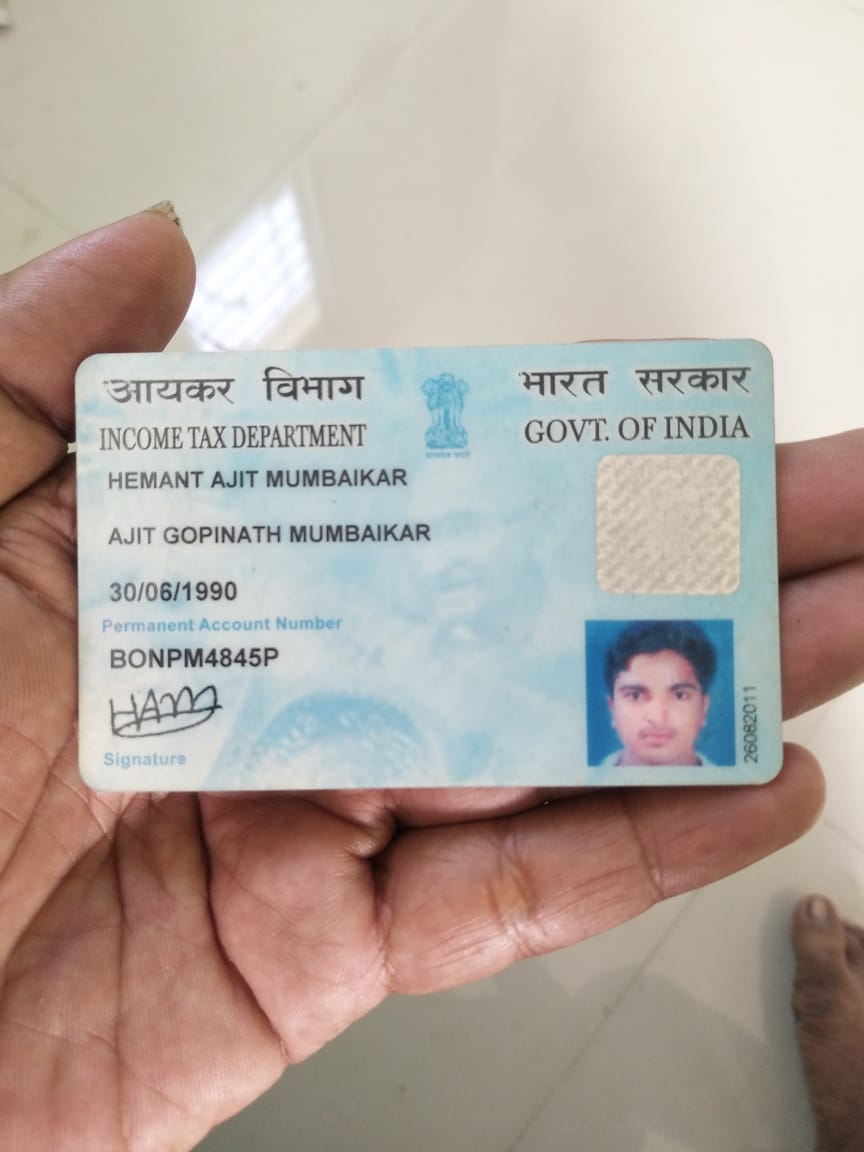 आयकर विभाग
INCOME TAX DEPARTMENT
भारत सरकार
GOVT. OF INDIA
HEMANT AJIT MUMBAIKAR
AJIT GOPINATH MUMBAIKAR
30/06/1990
Permanent Account Number
BONPM4845P
Signature
26082011